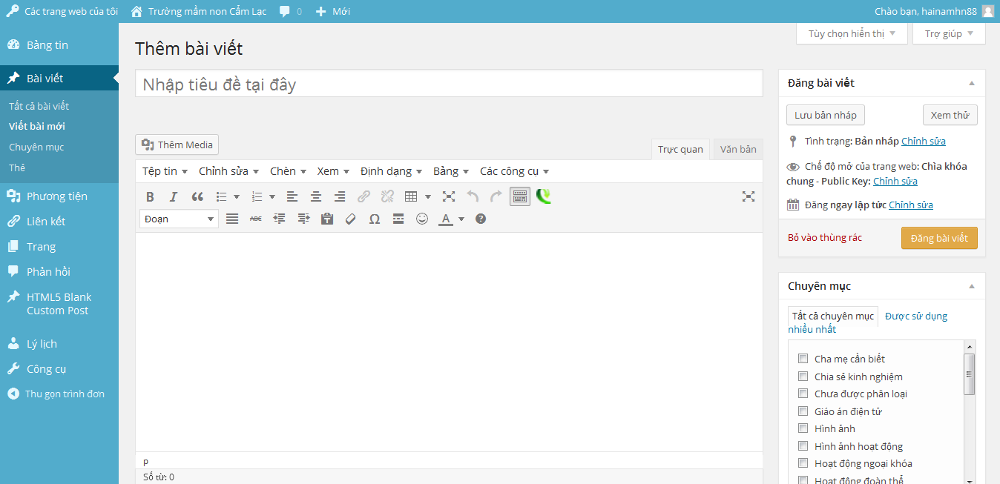 Các trang web của tôi
Trường mầm non Cẩm Lạc
0
Mới
Chào bạn, hainamhn88
Bảng tin
Bài viết
Tất cả bài viết
Viết bài mới
Chuyên mục
Thẻ
Phương tiện
Liên kết
Trang
Phản hồi
HTML5 Blank
Custom Post
Lý lịch
Công cụ
Thu gọn trình đơn
Tùy chọn hiển thị
Trợ giúp
Thêm bài viết
Nhập tiêu đề tại đây
Thêm Media
Trực quan
Văn bản
Tệp tin Chỉnh sửa Chèn Xem Định dạng Bảng Các công cụ
B I
Đoạn ABC Ω A
p
Số từ: 0
Đăng bài viết
Lưu bản nháp
Xem thử
Tình trạng: Bản nháp Chỉnh sửa
Chế độ mở của trang web: Chìa khóa
chung - Public Key: Chỉnh sửa
Đăng ngay lập tức Chỉnh sửa
Bỏ vào thùng rác
Đăng bài viết
Chuyên mục
Tất cả chuyên mục Được sử dụng
nhiều nhất
Cha mẹ cần biết
Chia sẻ kinh nghiệm
Chưa được phân loại
Giáo án điện tử
Hình ảnh
Hình ảnh hoạt động
Hoạt động ngoại khóa
Hoạt động đoàn thể